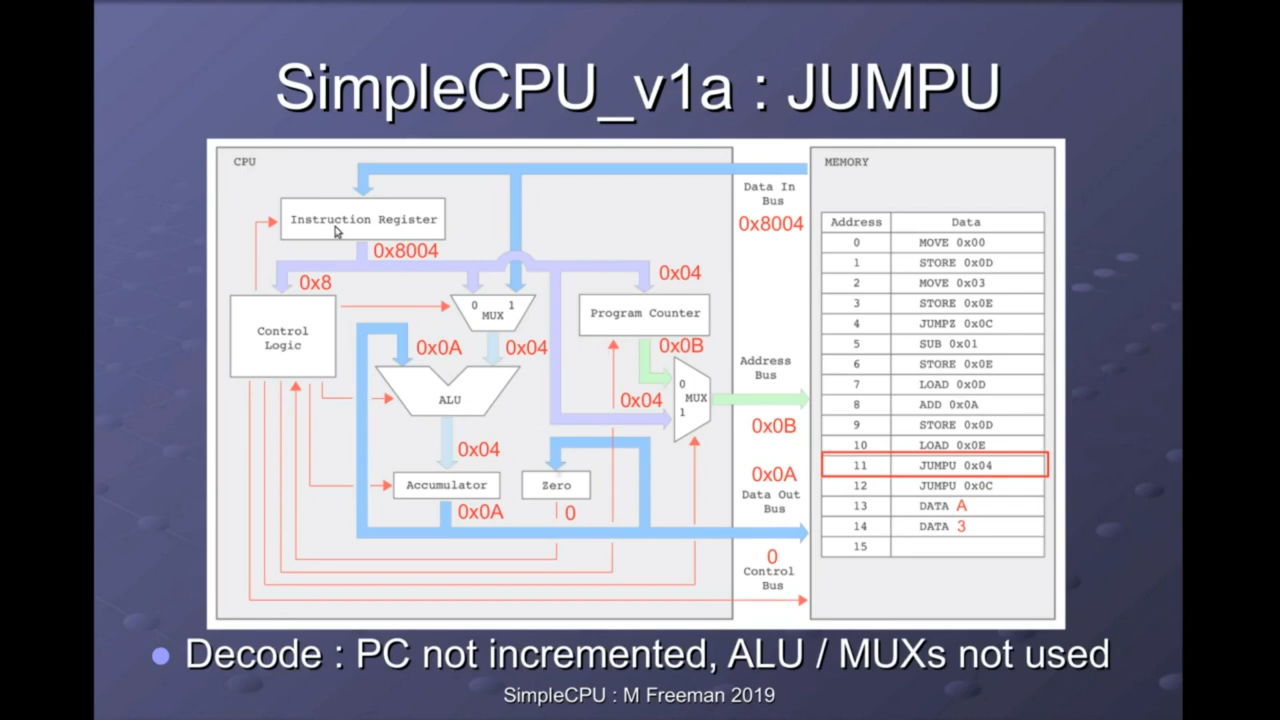 SimpleCPU_v1a : JUMPU
CPU
MEMORY
Data In
Bus
0x8004
Instruction Register
0x8004
0x8
0x04
Address Data
0 MOVE 0x00
1 STORE 0x0D
2 MOVE 0x03
3 STORE 0x0E
4 JUMPZ 0x0C
5 SUB 0x01
6 STORE 0x0E
7 LOAD 0x0D
8 ADD 0x0A
9 STORE 0x0D
10 LOAD 0x0E
11 JUMPU 0x04
12 JUMPU 0x0C
13 DATA A
14 DATA 3
15
Control
Logic
0 1
MUX
Program Counter
0x0A
0x04
0x0B
Address
Bus
ALU
0x04
0
MUX
1
0x0B
0x04
0x0A
Data Out
Bus
Accumulator
Zero
0x0A
0
0
Control
Bus
Decode : PC not incremented, ALU / MUXs not used
SimpleCPU : M Freeman 2019